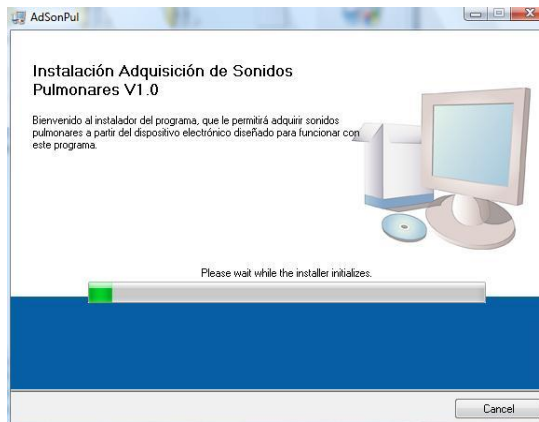 AdSonPul
Instalación Adquisición de Sonidos
Pulmonares V1.0
Bienvenido al instalador del programa, que le permitirá adquirir sonidos
pulmonares a partir del dispositivo electrónico diseñado para funcionar con
este programa.
Please wait while the installer initializes.
Cancel